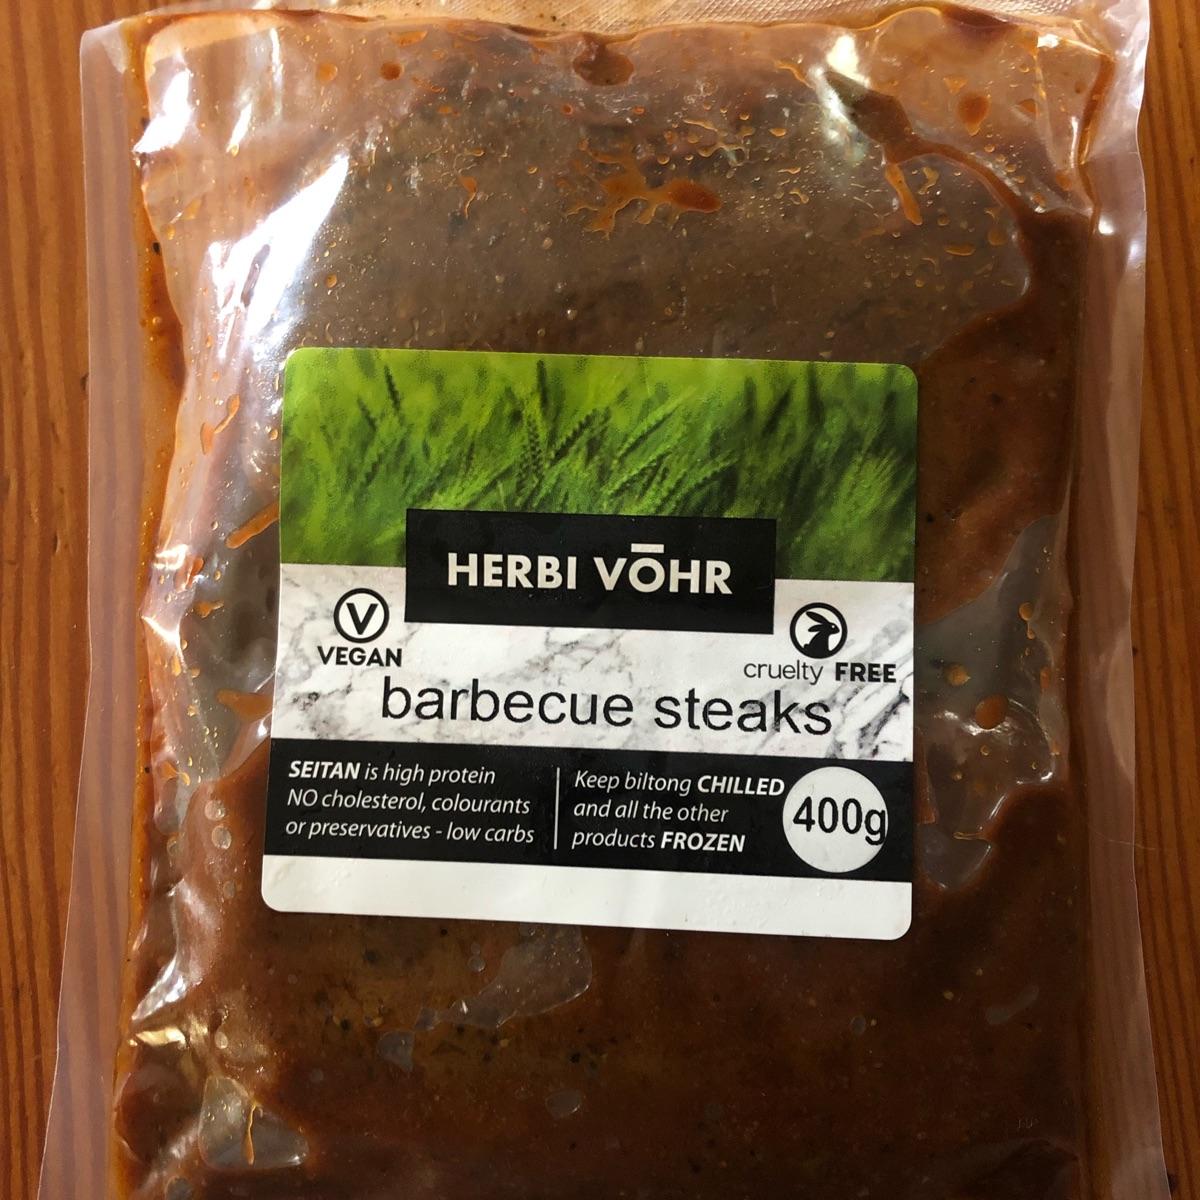 HERBI VŌHR
V
VEGAN
cruelty FREE
barbecue steaks
SEITAN is high protein
NO cholesterol, colourants
or preservatives - low carbs
Keep biltong CHILLED
and all the other
products FROZEN
400g